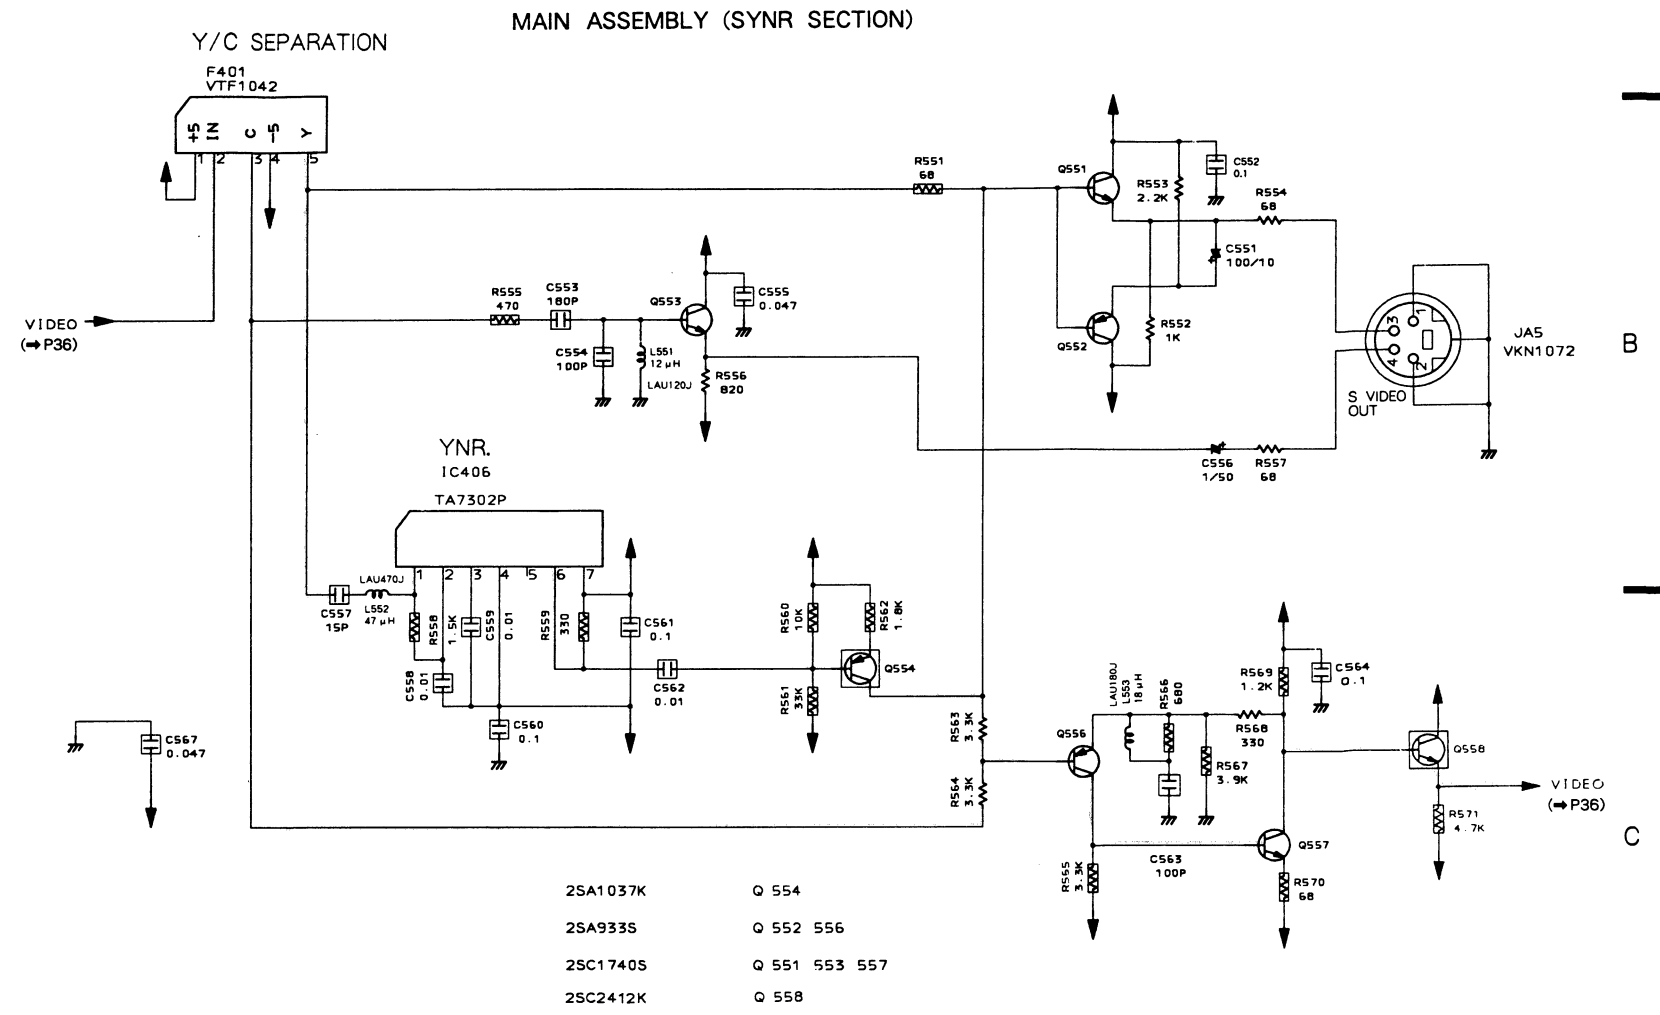 MAIN ASSEMBLY (SYNR SECTION)
Y/C SEPARATION
F401
VTF1042
+5
IN
C
-5
Y
1 2 3 4 5
VIDEO
(➡P36)
R551
68
Q551
R553
2.2K
C552
0.1
R554
68
C551
100/10
R555
470
C553
180P
Q553
C555
0.047
C554
100P
L551
12µH
LAU120J
R556
820
Q552
R552
1K
3
1
4
2
JA5
VKN1072
S VIDEO
OUT
B
C556
1/50
R557
68
YNR.
IC406
TA7302P
1 2 3 4 5 6 7
LAU470J
C557
15P
L552
47µH
R558
1.5K
C559
0.01
R559
330
C561
0.1
C558
0.01
C560
0.1
C562
0.01
R560
10K
R562
1.8K
Q554
R561
33K
R563
3.3K
R564
3.3K
C567
0.047
Q556
LAU180J
L553
18µH
R566
680
R569
1.2K
C564
0.1
R568
330
R567
3.9K
Q558
VIDEO
(➡P36)
R571
4.7K
C
Q557
C563
100P
R565
3.3K
R570
68
2SA1037K Q 554
2SA933S Q 552 556
2SC1740S Q 551 553 557
2SC2412K Q 558